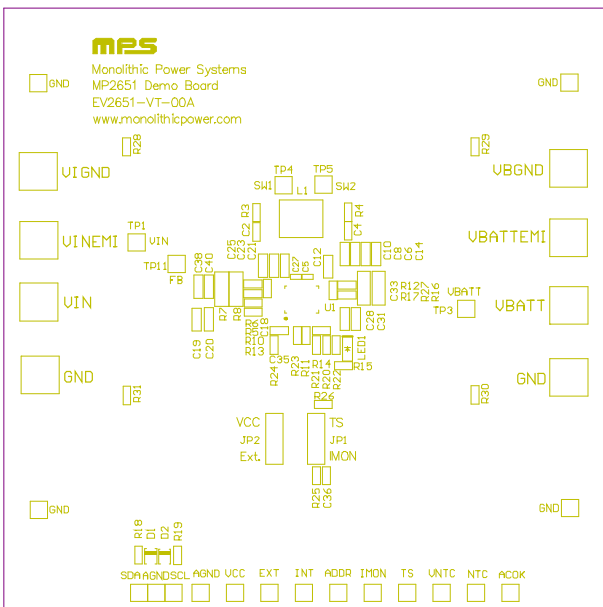 MPS
Monolithic Power Systems
MP2651 Demo Board
EV2651-VT-00A
www.monolithicpower.com
GND
GND
R28
R29
VIGND
VBGND
TP4
TP5
SW1
L1
SW2
R3
C2
R4
C4
VINEMI
TP1
VIN
VBATTEMI
TP11
FB
C38
C40
C25
C23
C21
C27
C5
C12
C10
C8
C6
C14
VIN
VBATT
R7
R8
C18
U1
C33
R12
R17
R27
R16
VBATT
TP3
C19
C20
R10
R13
C28
C31
C35
R24
R23
R11
R14
R21
R20
R22
LED1
R15
GND
GND
R31
R30
R26
VCC
TS
JP2
JP1
Ext.
IMON
R25
C36
GND
GND
R18
D1
D2
R19
SDA AGND SCL AGND VCC EXT INT ADDR IMON TS VNTC NTC ACOK